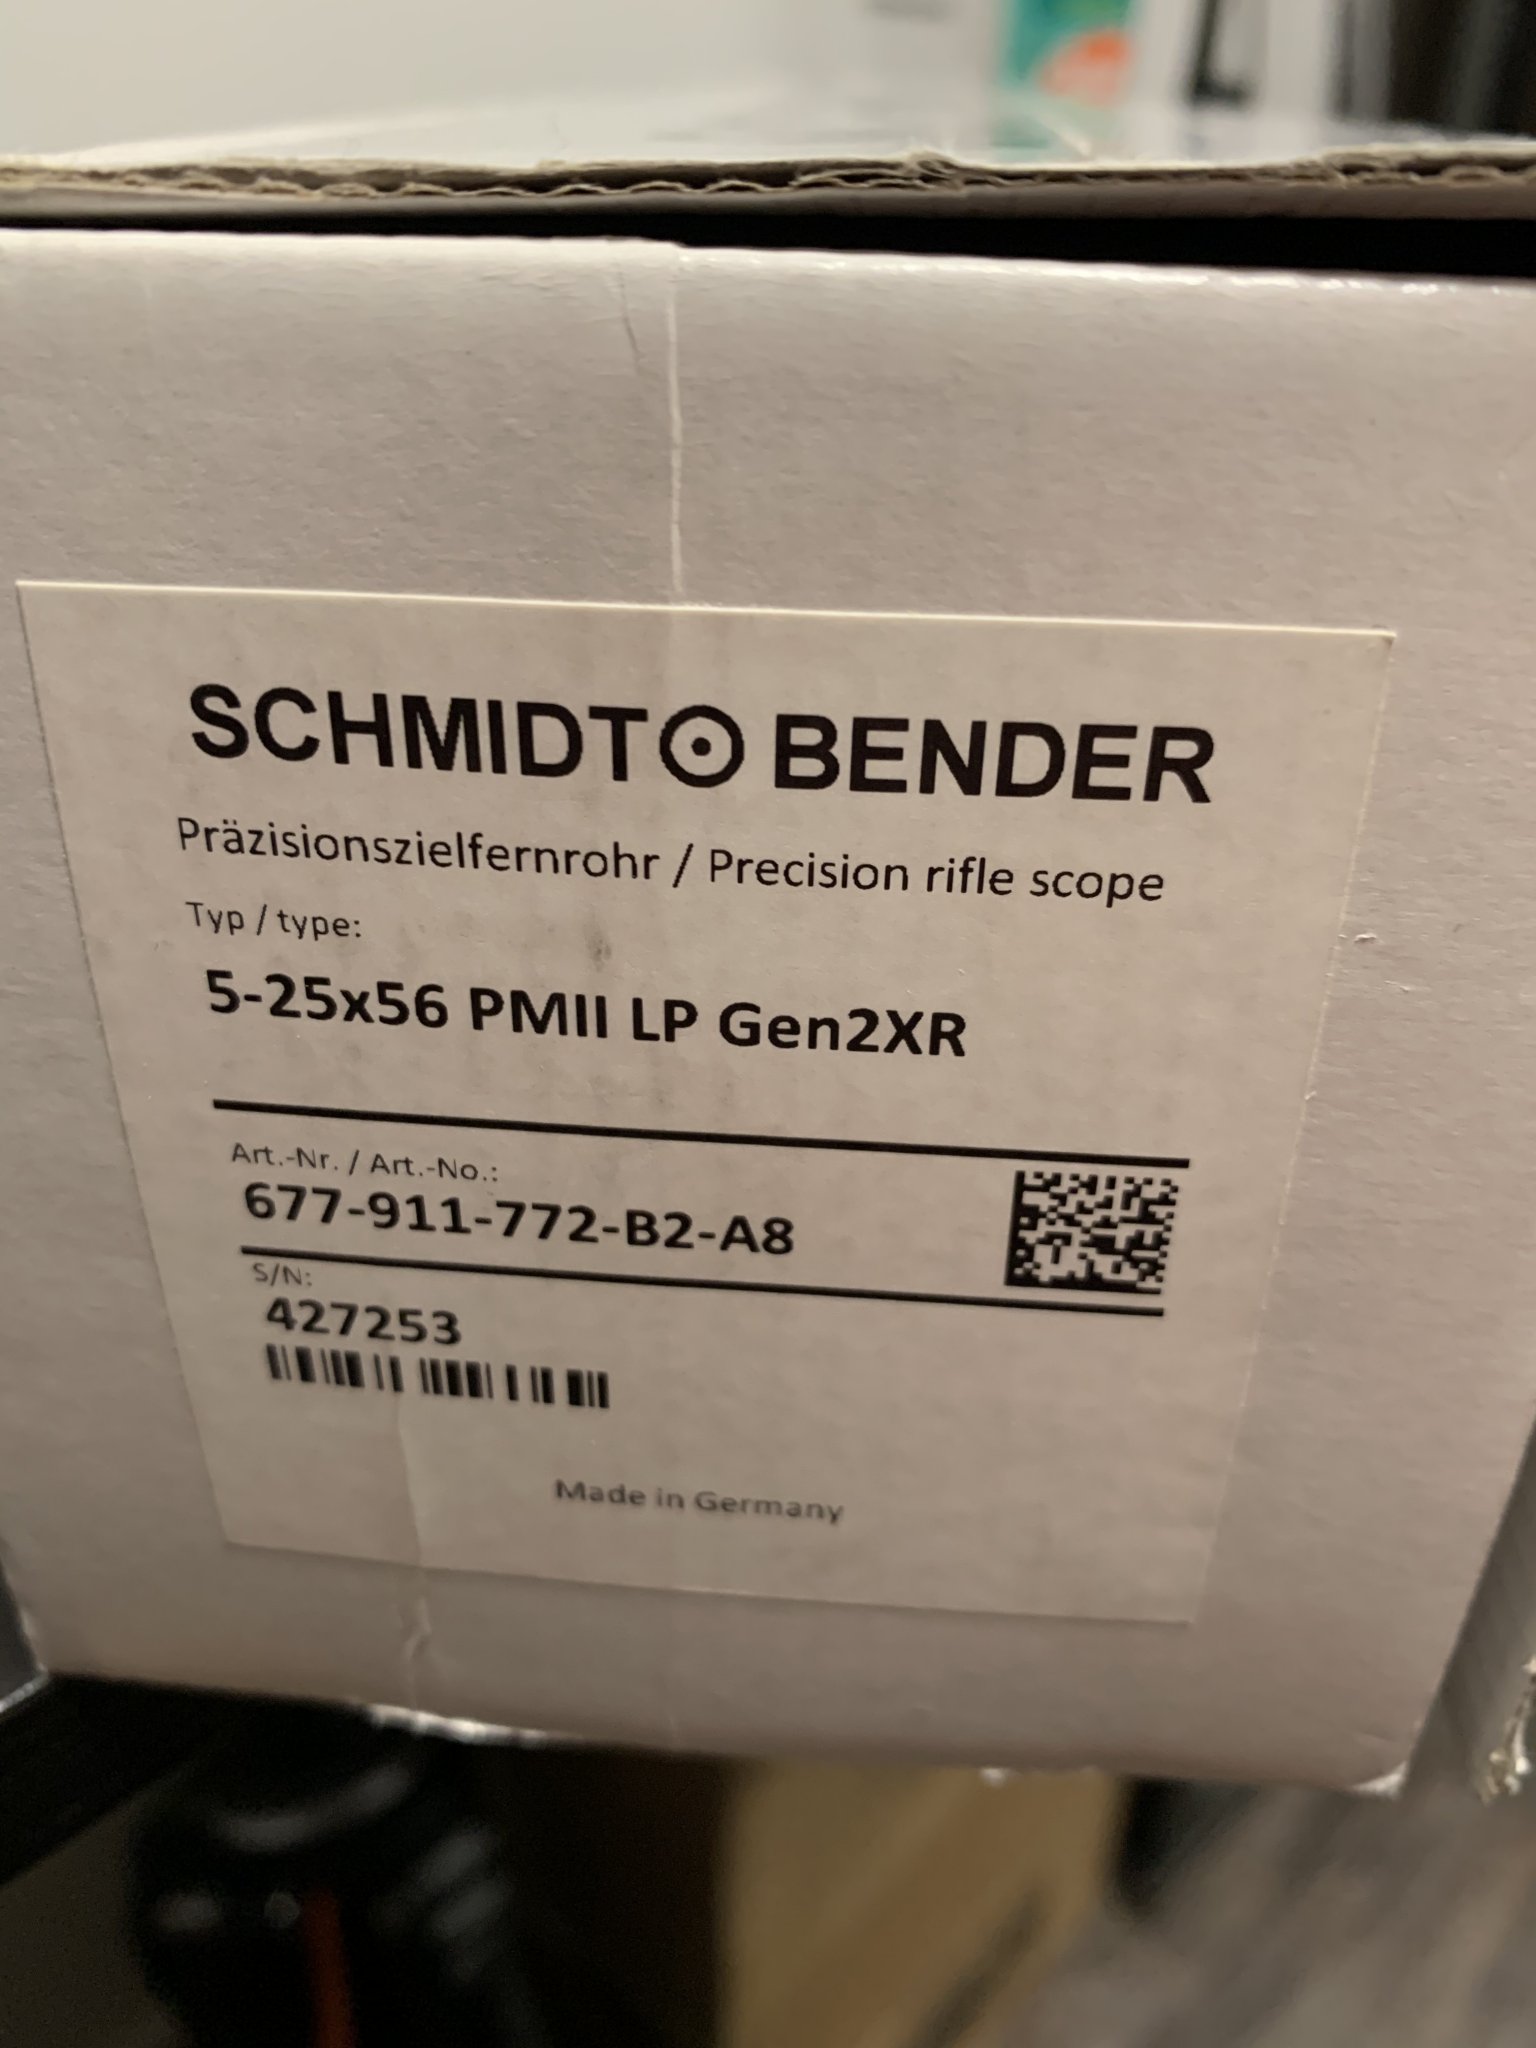 SCHMIDT BENDER
Präzisionszielfernrohr / Precision rifle scope
Typ / type:
5-25x56 PMII LP Gen2XR
Art.-Nr. / Art.-No.:
677-911-772-B2-A8
S/N:
427253
Made in Germany